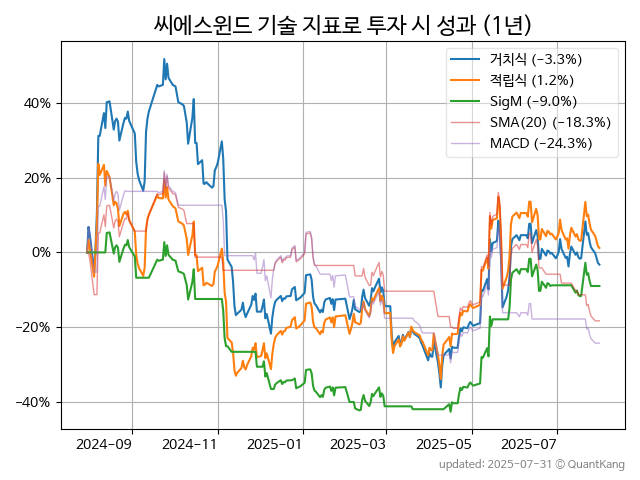 씨에스윈드 기술 지표로 투자 시 성과 (1년)
거치식 (−3.3%)
적립식 (1.2%)
SigM (−9.0%)
SMA(20) (−18.3%)
MACD (−24.3%)
40%
20%
0%
−20%
−40%
2024-09 2024-11 2025-01 2025-03 2025-05 2025-07
updated: 2025-07-31 © QuantKang